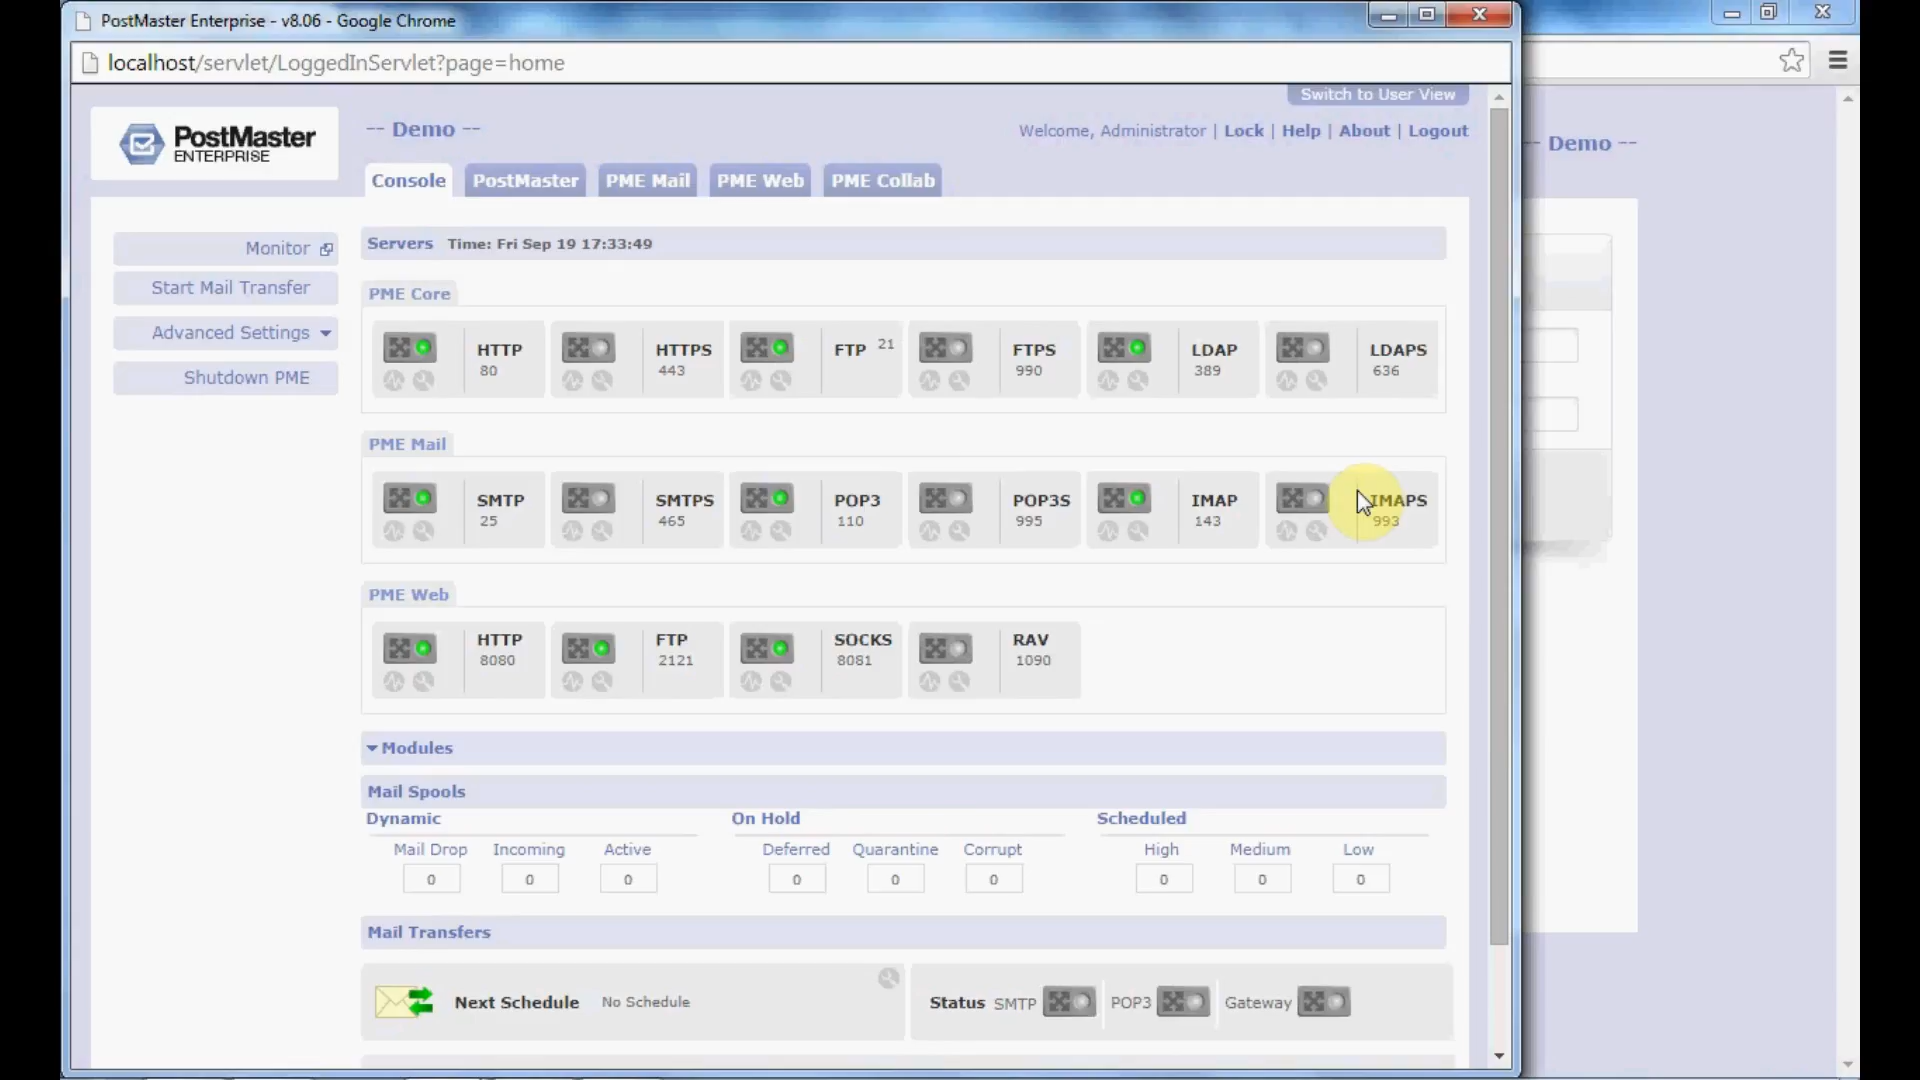 PostMaster Enterprise - v8.06 - Google Chrome
localhost/servlet/LoggedInServlet?page=home
Switch to User View
PostMaster
ENTERPRISE
-- Demo --
Welcome, Administrator | Lock | Help | About | Logout
- Demo --
Console PostMaster PME Mail PME Web PME Collab
Monitor
Start Mail Transfer
Advanced Settings
Shutdown PME
Servers Time: Fri Sep 19 17:33:49
PME Core
HTTP
80
HTTPS
443
FTP 21
FTPS
990
LDAP
389
LDAPS
636
PME Mail
SMTP
25
SMTPS
465
POP3
110
POP3S
995
IMAP
143
IMAPS
993
PME Web
HTTP
8080
FTP
2121
SOCKS
8081
RAV
1090
Modules
Mail Spools
Dynamic On Hold Scheduled
Mail Drop Incoming Active Deferred Quarantine Corrupt High Medium Low
0 0 0 0 0 0 0 0 0
Mail Transfers
Next Schedule No Schedule
Status SMTP POP3 Gateway